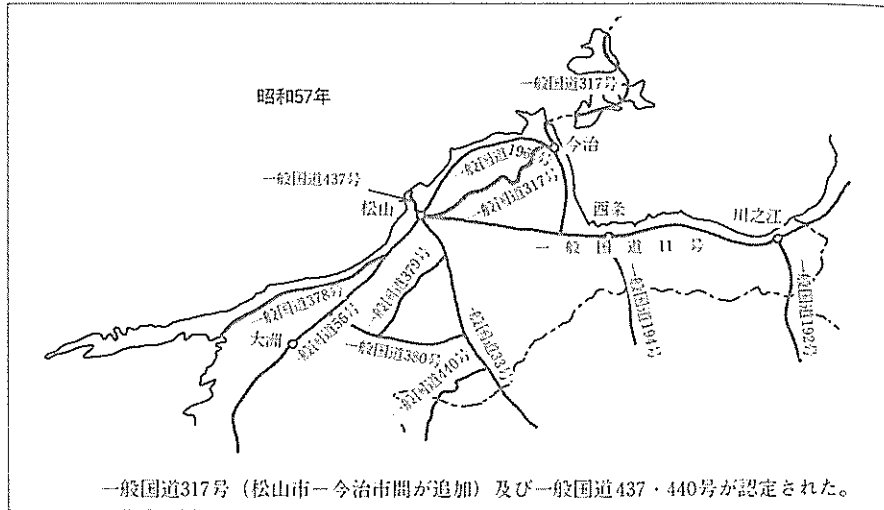 一般国道317号
昭和57年
今治
一般国道196号
一般国道437号
一般国道317号
松山
西条
川之江
一般国道11号
一般国道379号
一般国道378号
一般国道194号
一般国道192号
大洲
一般国道56号
一般国道33号
一般国道380号
一般国道440号
一般国道317号（松山市－今治市間が追加）及び一般国道437・440号が認定された。